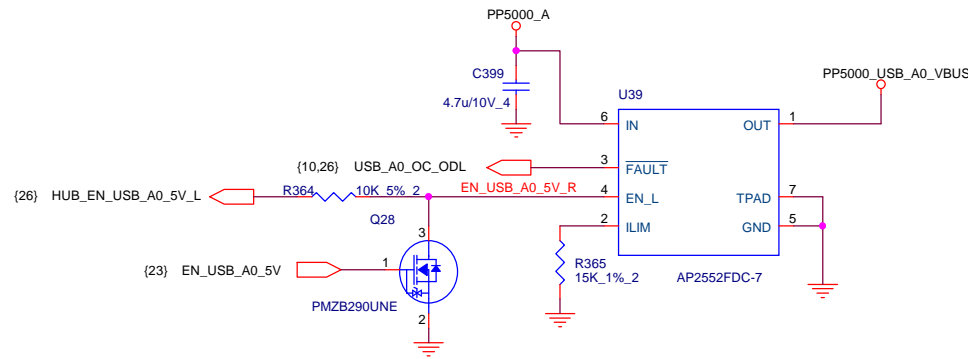 PP5000_A
C399
4.7u/10V_4
PP5000_USB_A0_VBUS
U39
6 IN OUT 1
{10,26} USB_A0_OC_ODL 3 FAULT
{26} HUB_EN_USB_A0_5V_L R364 10K_5%_2 EN_USB_A0_5V_R 4 EN_L TPAD 7
Q28
2 ILIM GND 5
3
{23} EN_USB_A0_5V 1
R365
15K_1%_2
AP2552FDC-7
PMZB290UNE
2